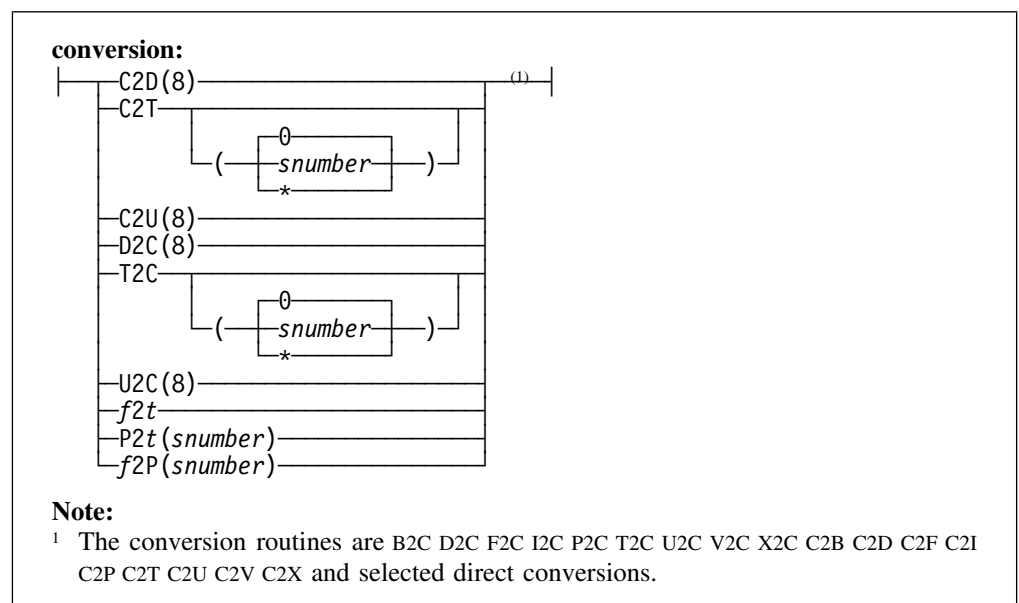 conversion:
C2D(8) (1)
C2T
0
( snumber )
*
C2U(8)
D2C(8)
T2C
0
( snumber )
*
U2C(8)
f2t
P2t(snumber)
f2P(snumber)
Note:
1 The conversion routines are B2C D2C F2C I2C P2C T2C U2C V2C X2C C2B C2D C2F C2I
C2P C2T C2U C2V C2X and selected direct conversions.